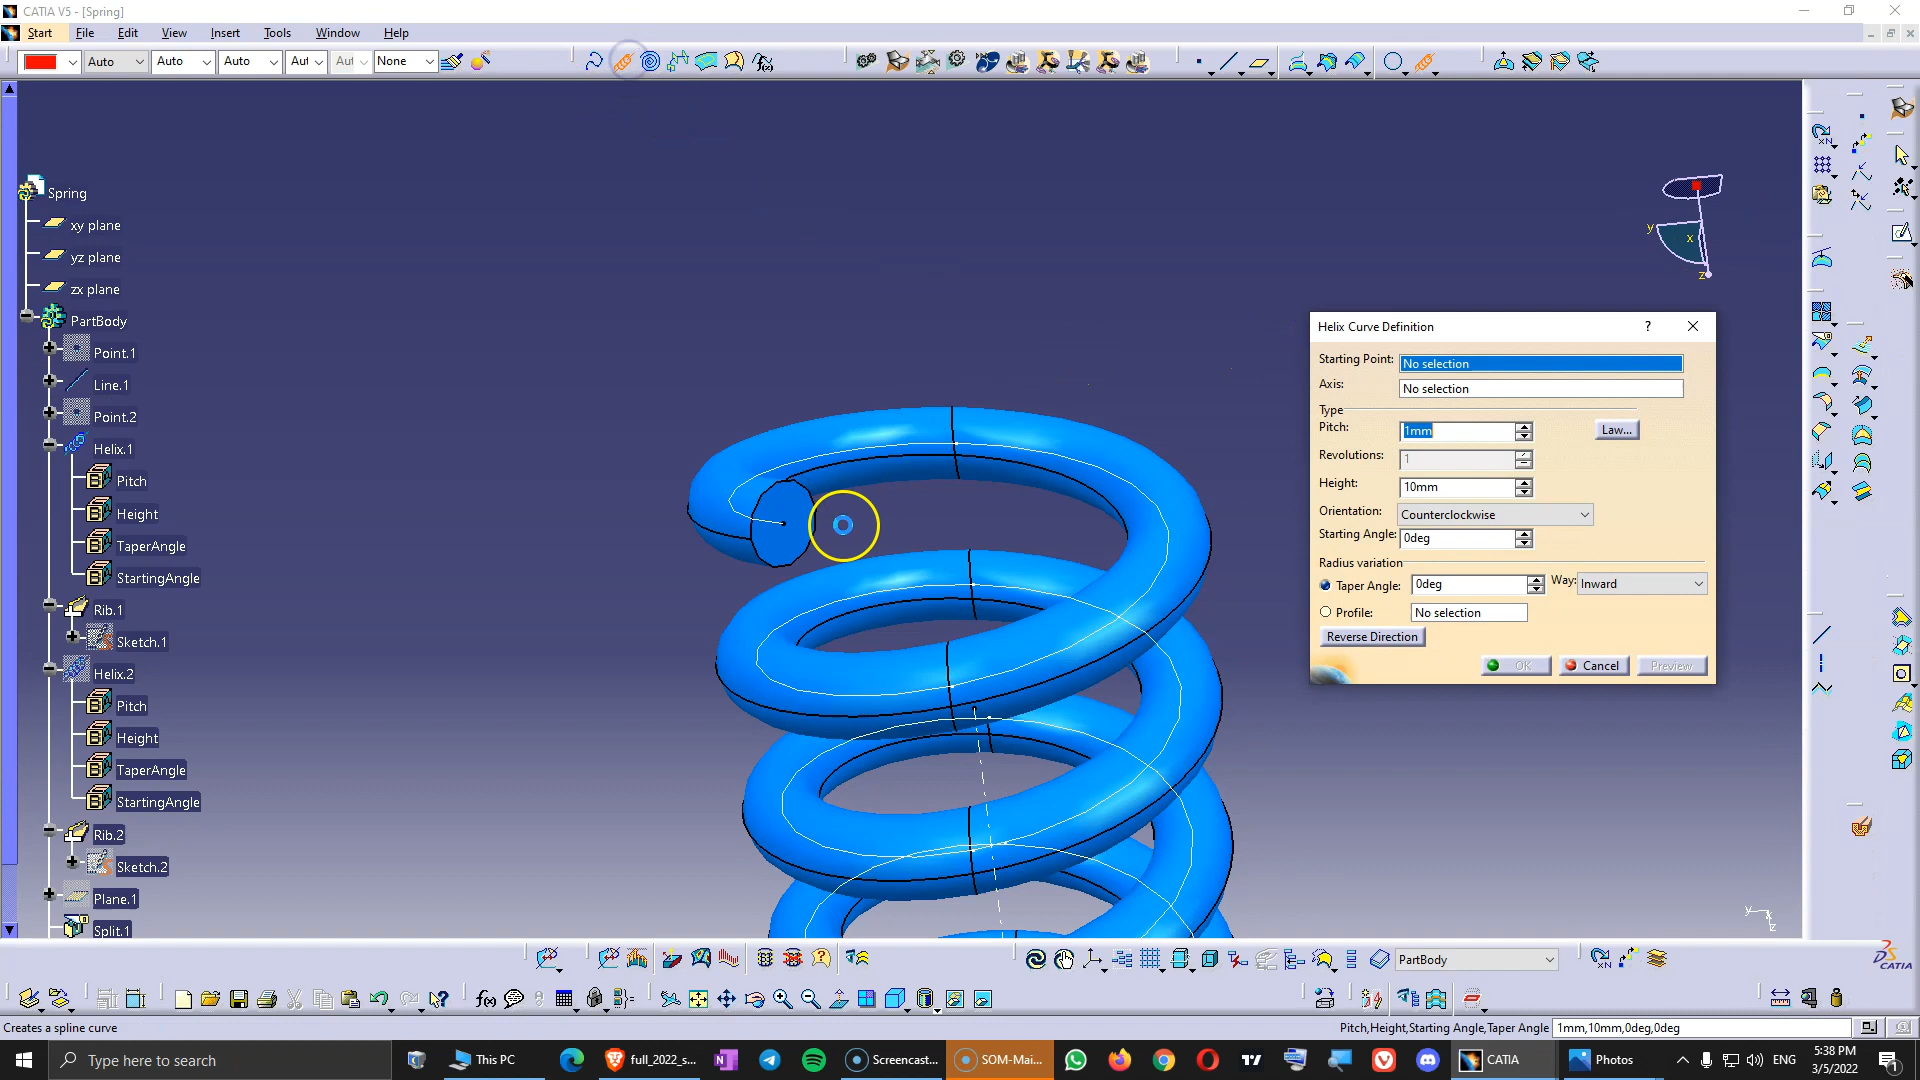 CATIA V5 - [Spring]
Start File Edit View Insert Tools Window Help
Auto Auto Auto Aut Aut None
Spring
xy plane
yz plane
zx plane
PartBody
Point.1
Line.1
Point.2
Helix.1
Pitch
Height
TaperAngle
StartingAngle
Rib.1
Sketch.1
Helix.2
Pitch
Height
TaperAngle
StartingAngle
Rib.2
Sketch.2
Plane.1
Split.1
y
x
z
Helix Curve Definition ?
Starting Point: No selection
Axis: No selection
Type
Pitch: 1mm Law...
Revolutions: 1
Height: 10mm
Orientation: Counterclockwise
Starting Angle: 0deg
Radius variation
Taper Angle: 0deg Way: Inward
Profile: No selection
Reverse Direction
OK Cancel Preview
y
x
z
PartBody
CATIA
Creates a spline curve
Pitch,Height,Starting Angle,Taper Angle 1mm,10mm,0deg,0deg
Type here to search
This PC
full_2022_s...
Screencast...
SOM-Mai...
CATIA
Photos
ENG
5:38 PM
3/5/2022
1